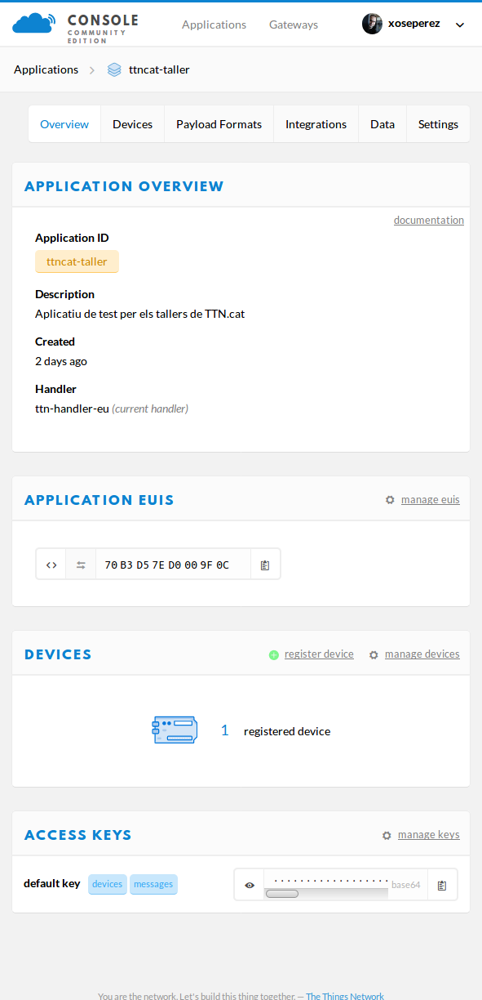 CONSOLE
COMMUNITY
EDITION
Applications Gateways
xoseperez
Applications ttncat-taller
Overview Devices Payload Formats Integrations Data Settings
APPLICATION OVERVIEW
documentation
Application ID
ttncat-taller
Description
Aplicatiu de test per els tallers de TTN.cat
Created
2 days ago
Handler
ttn-handler-eu (current handler)
APPLICATION EUIS
manage euis
70 B3 D5 7E D0 00 9F 0C
DEVICES
register device manage devices
1 registered device
ACCESS KEYS
manage keys
default key devices messages base64
You are the network. Let's build this thing together. — The Things Network